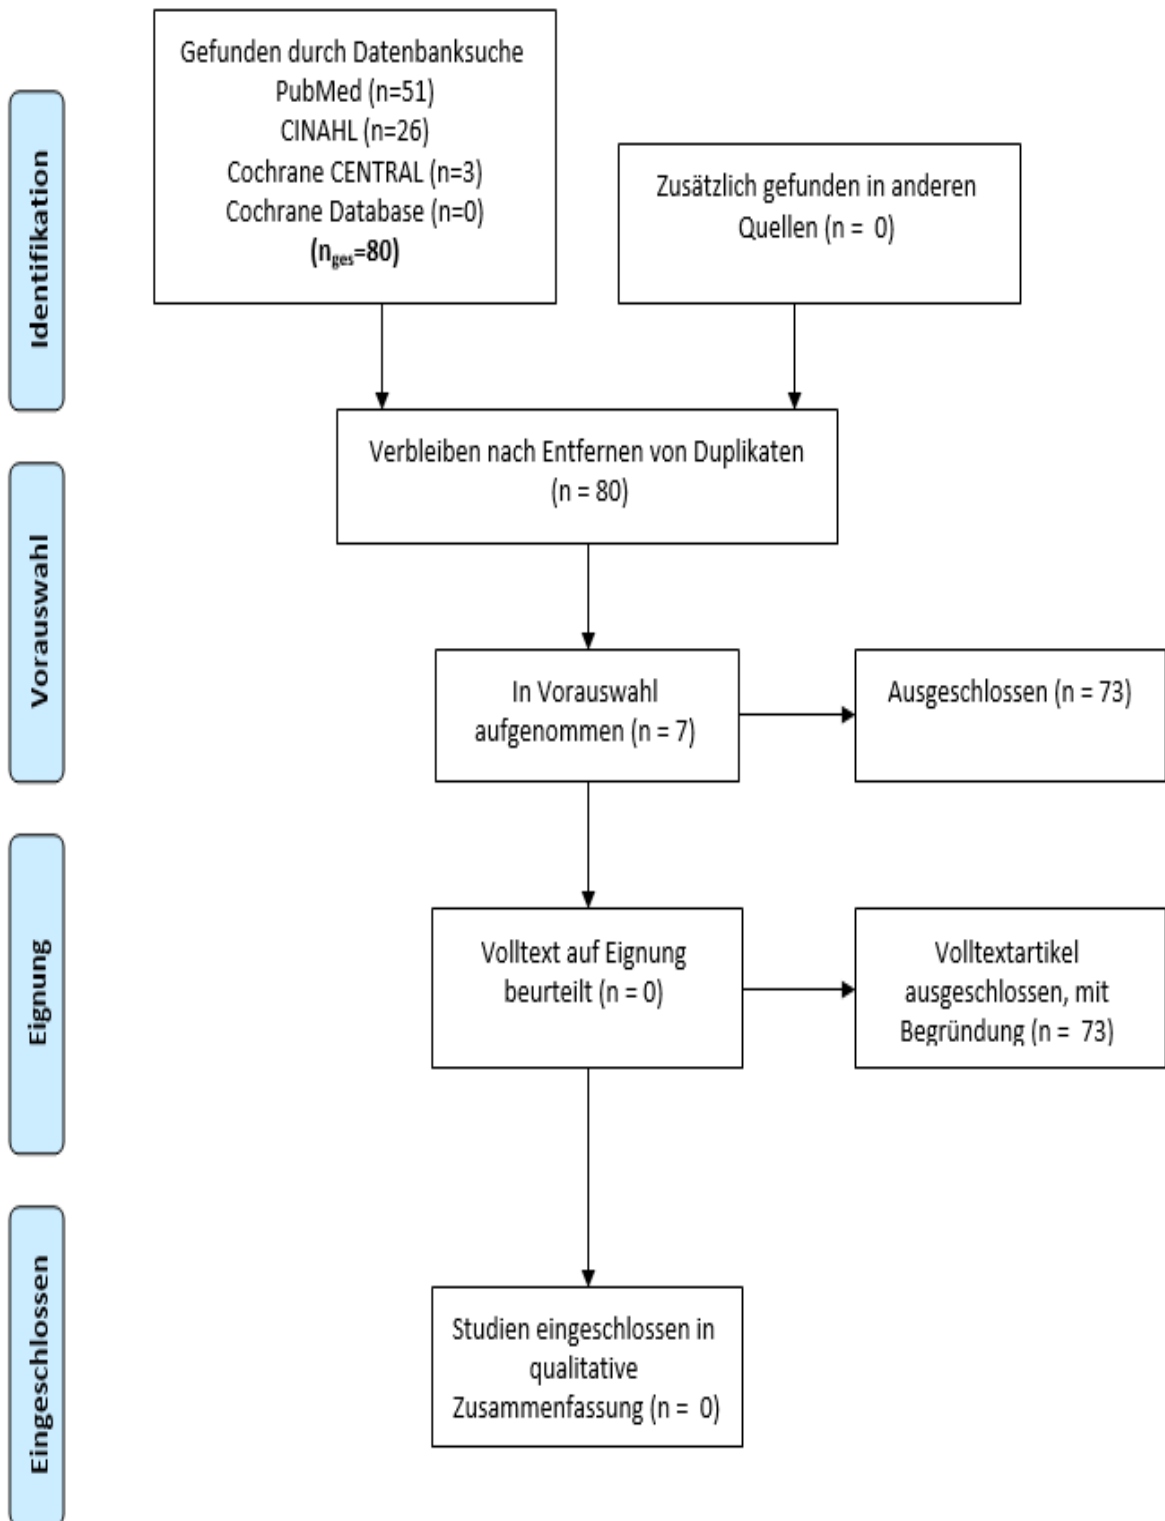 Identifikation
Gefunden durch Datenbanksuche
PubMed (n=51)
CINAHL (n=26)
Cochrane CENTRAL (n=3)
Cochrane Database (n=0)
(nges=80)
Zusätzlich gefunden in anderen
Quellen (n = 0)
Verbleiben nach Entfernen von Duplikaten
(n = 80)
Vorauswahl
In Vorauswahl
aufgenommen (n = 7)
Ausgeschlossen (n = 73)
Eignung
Volltext auf Eignung
beurteilt (n = 0)
Volltextartikel
ausgeschlossen, mit
Begründung (n = 73)
Eingeschlossen
Studien eingeschlossen in
qualitative
Zusammenfassung (n = 0)